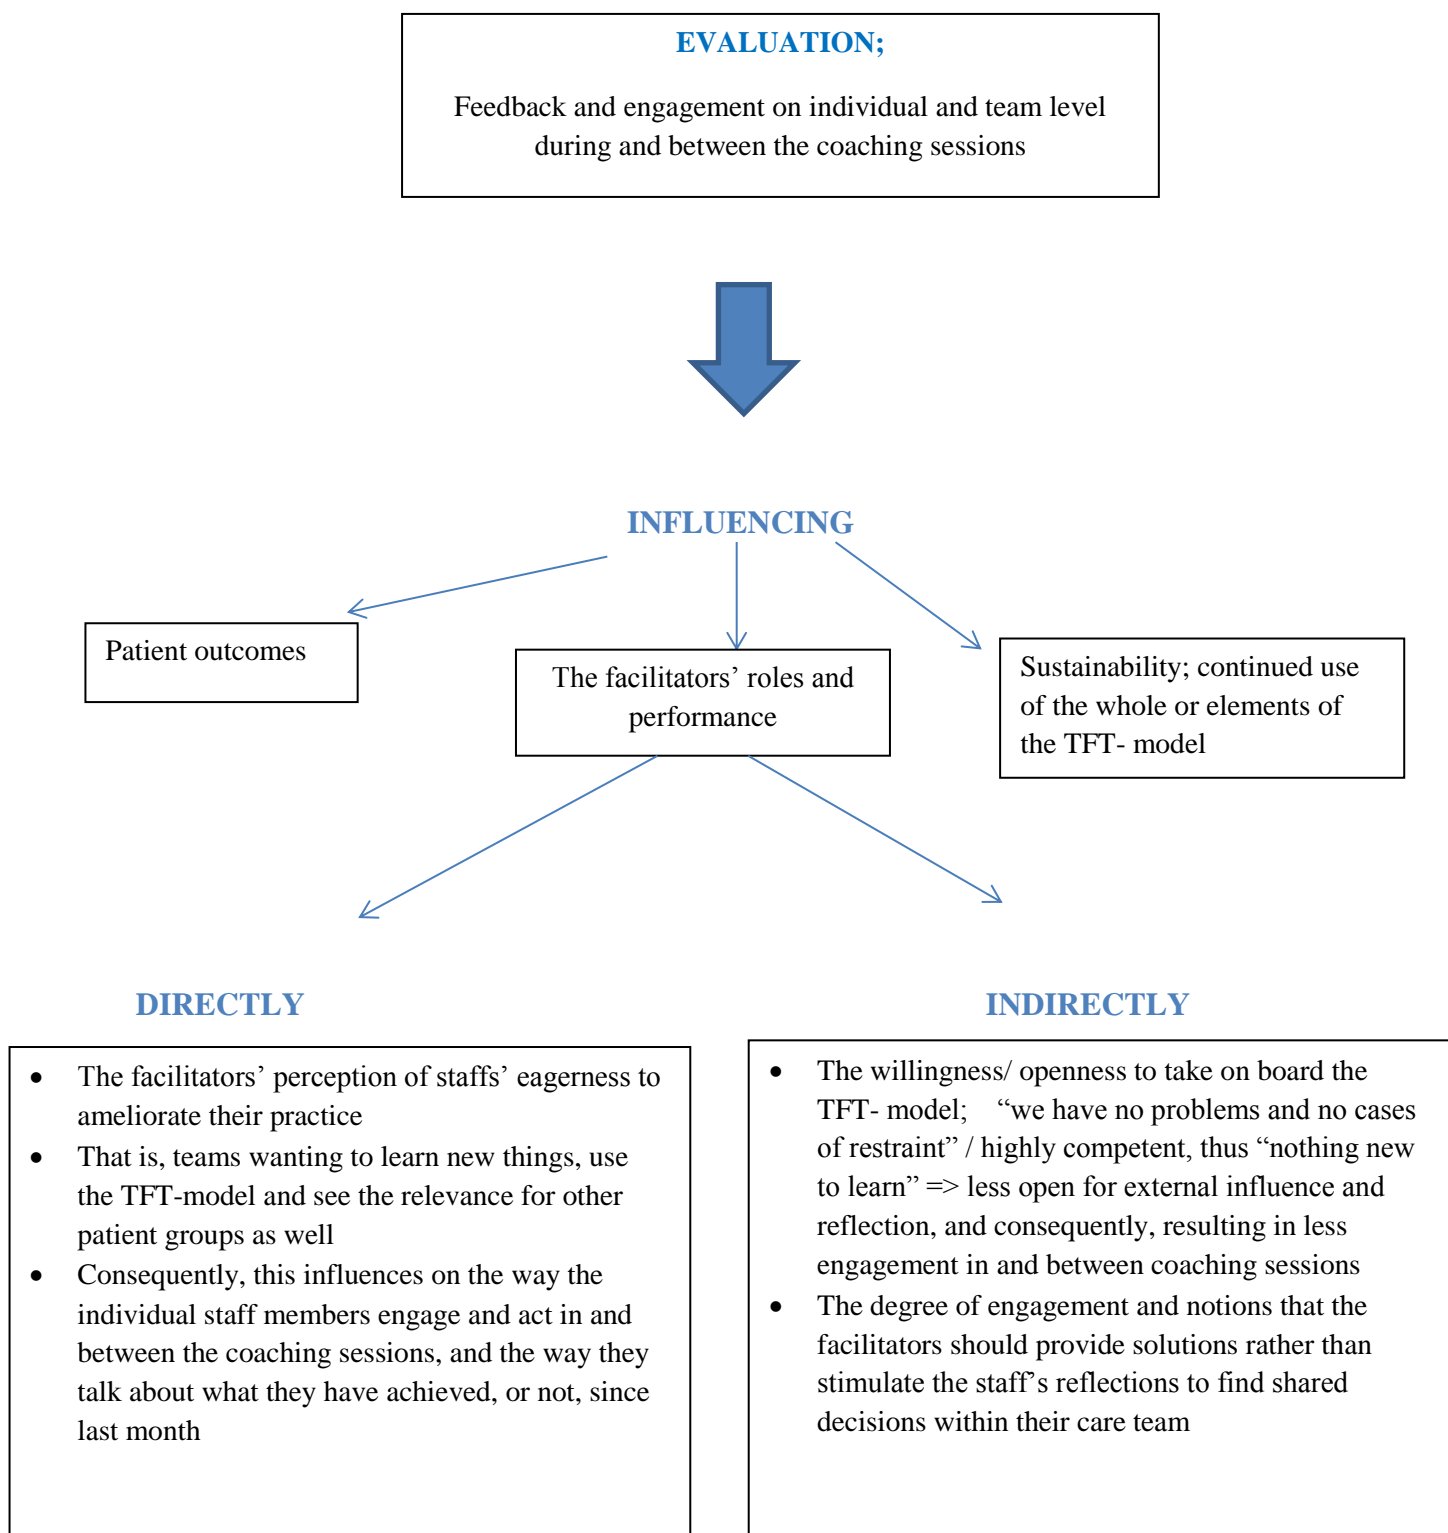 EVALUATION;
Feedback and engagement on individual and team level
during and between the coaching sessions
INFLUENCING
Patient outcomes
The facilitators’ roles and
performance
Sustainability; continued use
of the whole or elements of
the TFT- model
DIRECTLY
• The facilitators’ perception of staffs’ eagerness to
ameliorate their practice
• That is, teams wanting to learn new things, use
the TFT-model and see the relevance for other
patient groups as well
• Consequently, this influences on the way the
individual staff members engage and act in and
between the coaching sessions, and the way they
talk about what they have achieved, or not, since
last month
INDIRECTLY
• The willingness/ openness to take on board the
TFT- model; “we have no problems and no cases
of restraint” / highly competent, thus “nothing new
to learn” => less open for external influence and
reflection, and consequently, resulting in less
engagement in and between coaching sessions
• The degree of engagement and notions that the
facilitators should provide solutions rather than
stimulate the staff’s reflections to find shared
decisions within their care team